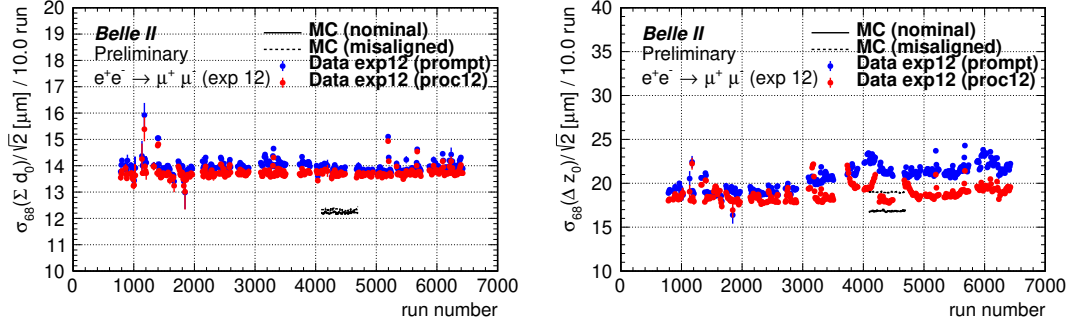 σ68(Σ d0)/√2 [μm] / 10.0 run
20
19
18
17
16
15
14
13
12
11
10
Belle II
Preliminary
e+e- → μ+ μ- (exp 12)
MC (nominal)
MC (misaligned)
Data exp12 (prompt)
Data exp12 (proc12)
0 1000 2000 3000 4000 5000 6000 7000
run number
σ68(Δ z0)/√2 [μm] / 10.0 run
40
35
30
25
20
15
10
Belle II
Preliminary
e+e- → μ+ μ- (exp 12)
MC (nominal)
MC (misaligned)
Data exp12 (prompt)
Data exp12 (proc12)
0 1000 2000 3000 4000 5000 6000 7000
run number